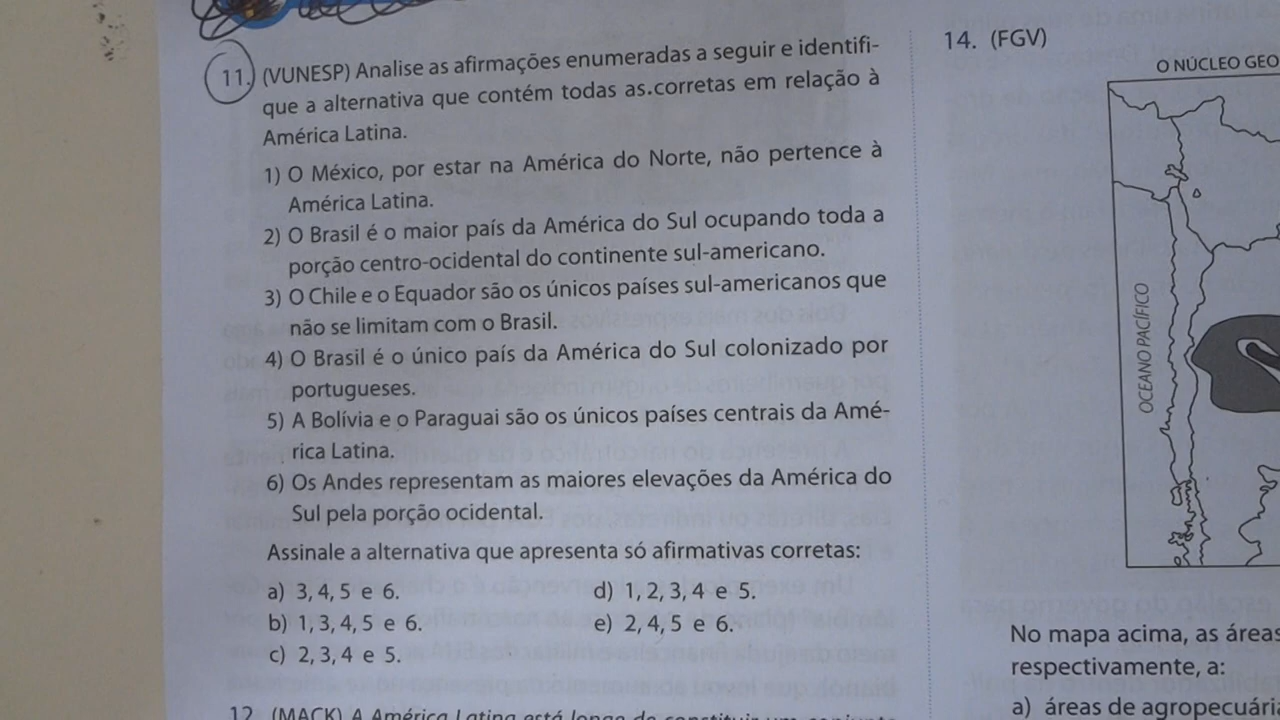 11. (VUNESP) Analise as afirmações enumeradas a seguir e identifi-
que a alternativa que contém todas as corretas em relação à
América Latina.
1) O México, por estar na América do Norte, não pertence à
América Latina.
2) O Brasil é o maior país da América do Sul ocupando toda a
porção centro-ocidental do continente sul-americano.
3) O Chile e o Equador são os únicos países sul-americanos que
não se limitam com o Brasil.
4) O Brasil é o único país da América do Sul colonizado por
portugueses.
5) A Bolívia e o Paraguai são os únicos países centrais da Amé-
rica Latina.
6) Os Andes representam as maiores elevações da América do
Sul pela porção ocidental.
Assinale a alternativa que apresenta só afirmativas corretas:
a) 3, 4, 5 e 6.
b) 1, 3, 4, 5 e 6.
c) 2, 3, 4 e 5.
d) 1, 2, 3, 4 e 5.
e) 2, 4, 5 e 6.
12. (MACK) A América Latina está longe de constituir um conjunto
14. (FGV)
O NÚCLEO GEO
OCEANO PACÍFICO
No mapa acima, as áreas
respectivamente, a:
a) áreas de agropecuári